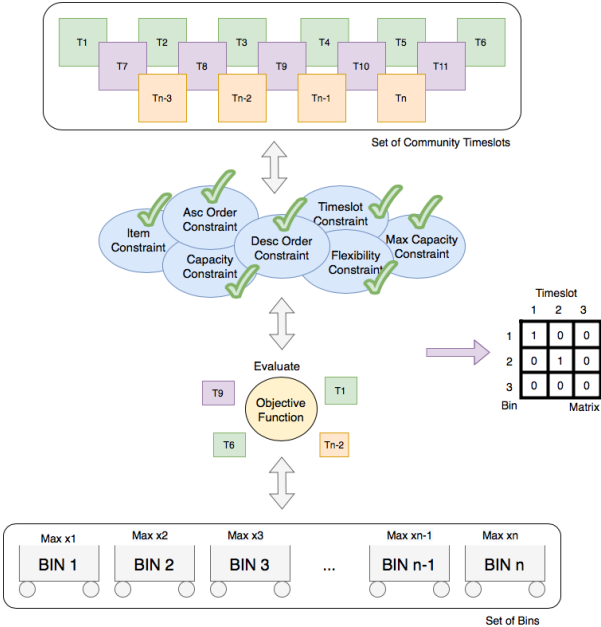 T1 T2 T3 T4 T5 T6
T7 T8 T9 T10 T11
Tn-3 Tn-2 Tn-1 Tn
Set of Community Timeslots
Item
Constraint
Asc Order
Constraint
Capacity
Constraint
Desc Order
Constraint
Timeslot
Constraint
Flexibility
Constraint
Max Capacity
Constraint
Timeslot
1 2 3
1 1 0 0
2 0 1 0
3 0 0 0
Bin Matrix
Evaluate
Objective
Function
T9
T1
T6
Tn-2
Max x1 Max x2 Max x3 Max xn-1 Max xn
BIN 1 BIN 2 BIN 3 ... BIN n-1 BIN n
Set of Bins